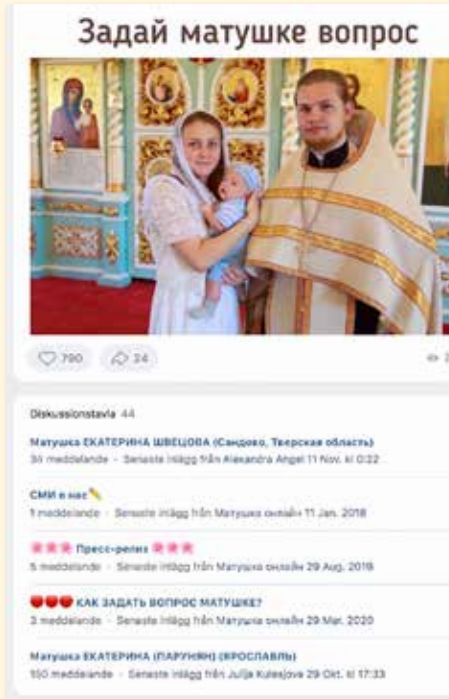 Задай матушке вопрос
790 24
Diskussionstavla 44
Матушка ЕКАТЕРИНА ШВЕЦОВА (Сандово, Тверская область)
meddelande - Senaste inlägg från Alexandra Angel 11 Nov. kl 0:22
СМИ о нас
1 meddelande - Senaste inlägg från Матушка онлайн 11 Jan. 2018
Пресс-релиз
5 meddelande - Senaste inlägg från Матушка онлайн 29 Aug.
КАК ЗАДАТЬ ВОПРОС МАТУШКЕ?
3 meddelande - Senaste inlägg från Матушка онлайн 29 Mar. 2020
Матушка ЕКАТЕРИНА (ПАРУНЯН) (ЯРОСЛАВЛЬ)
150 meddelande - Senaste inlägg från Julja Kulesjova 29 Okt. kl 17:33